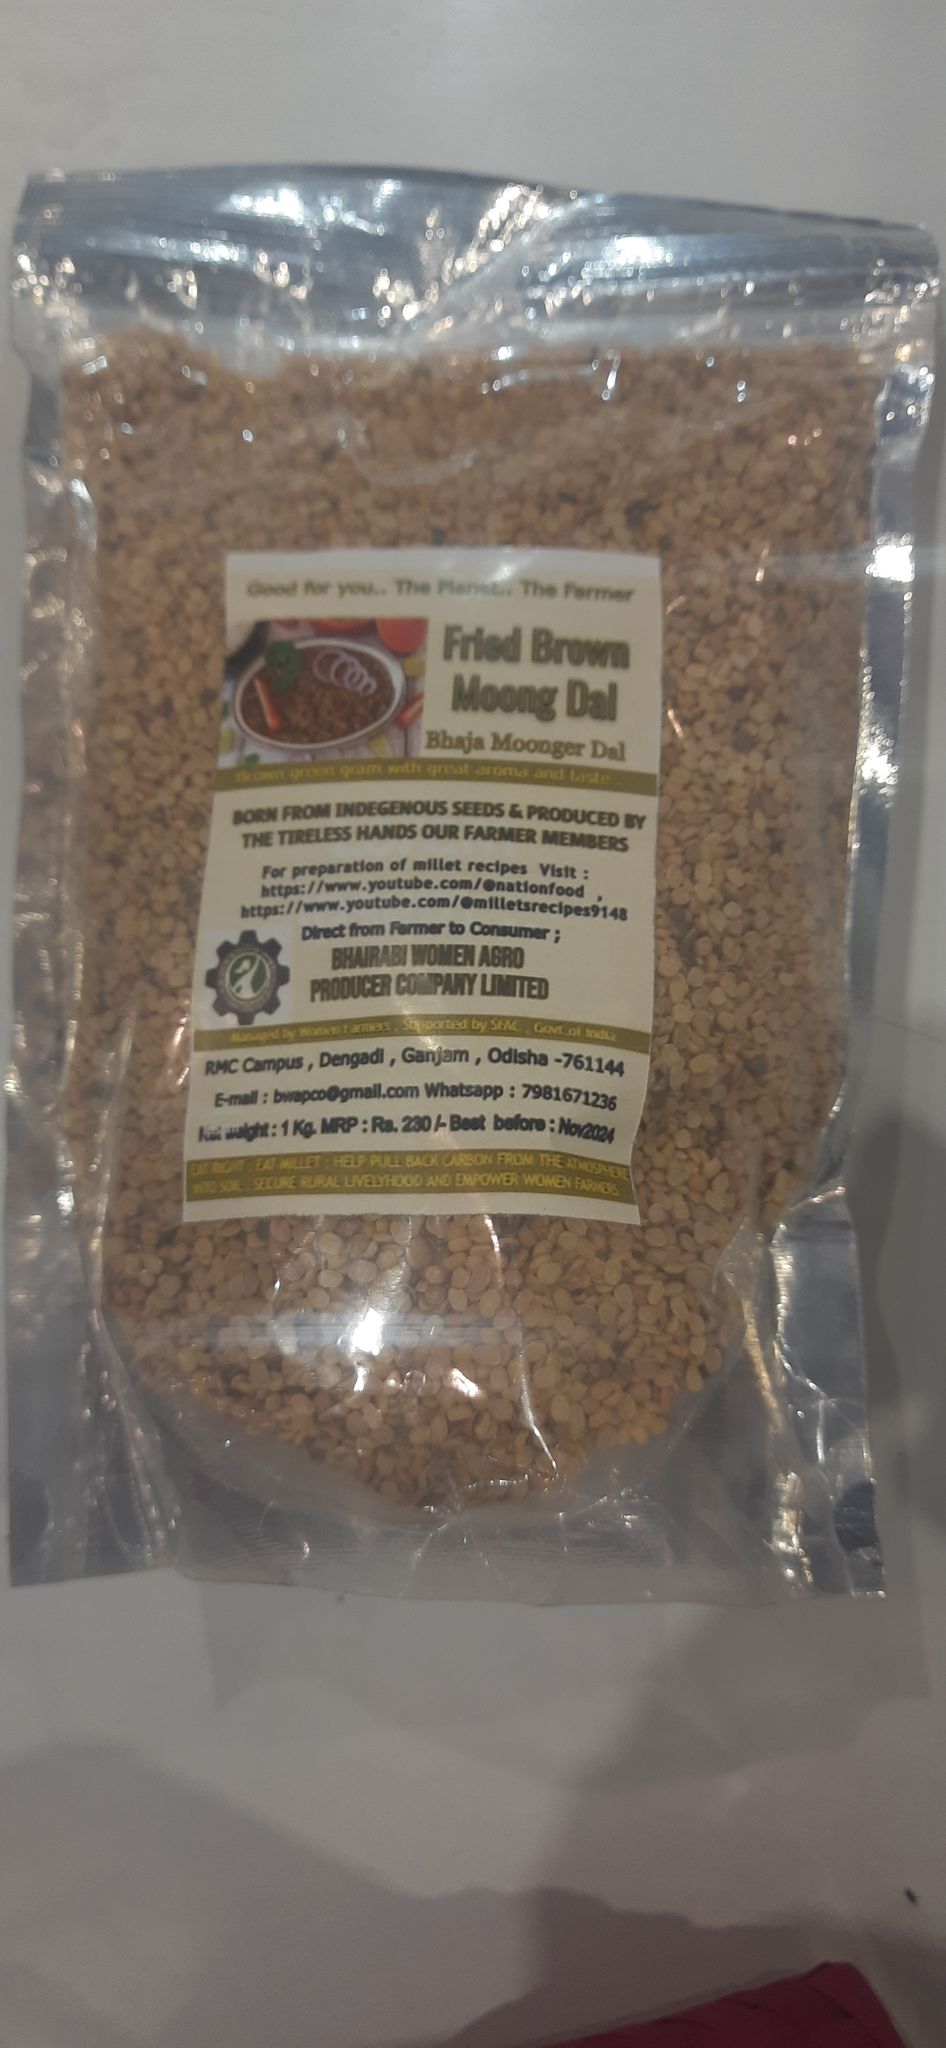 Good for you.. The Planet.. The Farmer
Fried Brown
Moong Dal
Bhaja Moonger Dal
Brown green gram with great aroma and taste .
BORN FROM INDEGENOUS SEEDS & PRODUCED BY
THE TIRELESS HANDS OUR FARMER MEMBERS
For preparation of millet recipes Visit :
https://www.youtube.com/@nationfood ,
https://www.youtube.com/@milletsrecipes9148
Direct from Farmer to Consumer ;
BHAIRABI WOMEN AGRO
PRODUCER COMPANY LIMITED
Managed by Women Farmers , Supported by SFAC , Govt.of India
RMC Campus , Dengadi , Ganjam , Odisha -761144
E-mail : bwapco@gmail.com Whatsapp : 7981671236
Net weight : 1 Kg. MRP : Rs. 230 /- Best before : Nov2024
EAT RIGHT : EAT MILLET : HELP PULL BACK CARBON FROM THE ATMOSPHERE
INTO SOIL . SECURE RURAL LIVELYHOOD AND EMPOWER WOMEN FARMERS